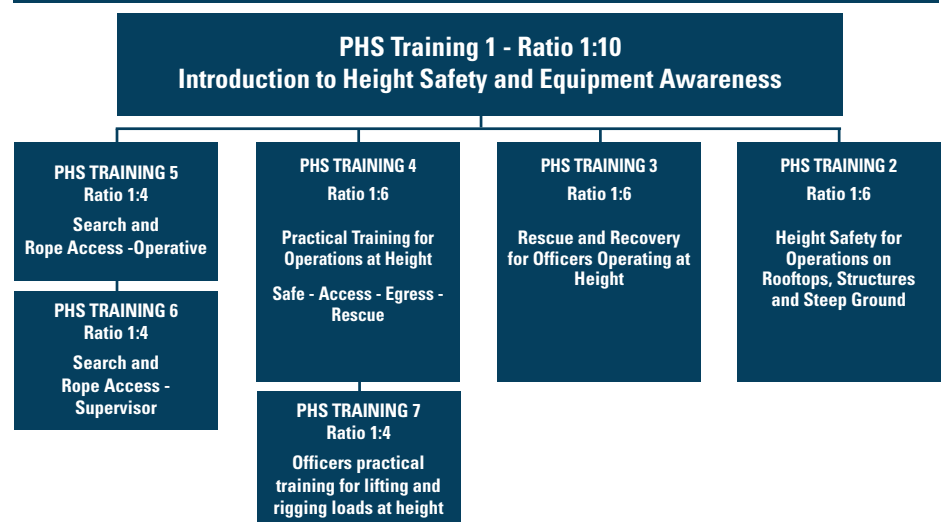 PHS Training 1 - Ratio 1:10
Introduction to Height Safety and Equipment Awareness
PHS TRAINING 5
Ratio 1:4
Search and
Rope Access -Operative
PHS TRAINING 6
Ratio 1:4
Search and
Rope Access -
Supervisor
PHS TRAINING 4
Ratio 1:6
Practical Training for
Operations at Height
Safe - Access - Egress -
Rescue
PHS TRAINING 7
Ratio 1:4
Officers practical
training for lifting and
rigging loads at height
PHS TRAINING 3
Ratio 1:6
Rescue and Recovery
for Officers Operating at
Height
PHS TRAINING 2
Ratio 1:6
Height Safety for
Operations on
Rooftops, Structures
and Steep Ground